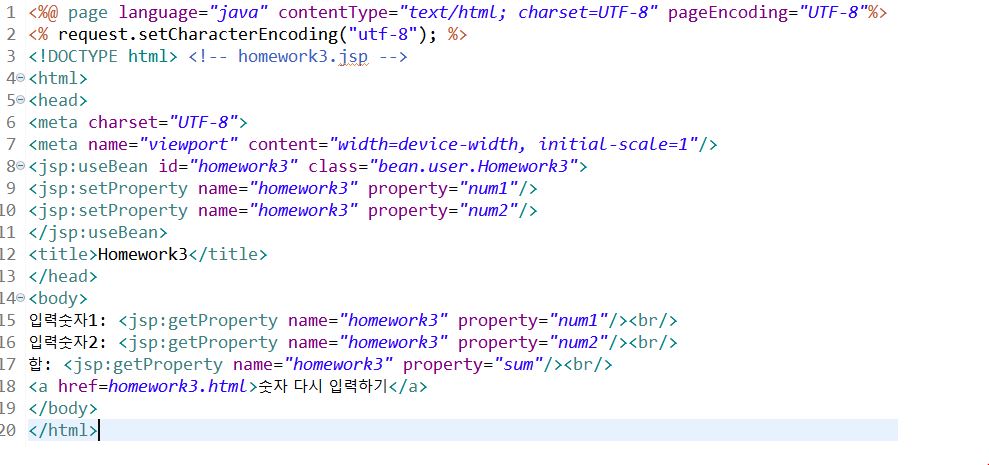 1 <%@ page language="java" contentType="text/html; charset=UTF-8" pageEncoding="UTF-8"%>
2 <% request.setCharacterEncoding("utf-8"); %>
3 <!DOCTYPE html> <!-- homework3.jsp -->
4 <html>
5 <head>
6 <meta charset="UTF-8">
7 <meta name="viewport" content="width=device-width, initial-scale=1"/>
8 <jsp:useBean id="homework3" class="bean.user.Homework3">
9 <jsp:setProperty name="homework3" property="num1"/>
10 <jsp:setProperty name="homework3" property="num2"/>
11 </jsp:useBean>
12 <title>Homework3</title>
13 </head>
14 <body>
15 입력숫자1: <jsp:getProperty name="homework3" property="num1"/><br/>
16 입력숫자2: <jsp:getProperty name="homework3" property="num2"/><br/>
17 합: <jsp:getProperty name="homework3" property="sum"/><br/>
18 <a href=homework3.html>숫자 다시 입력하기</a>
19 </body>
20 </html>